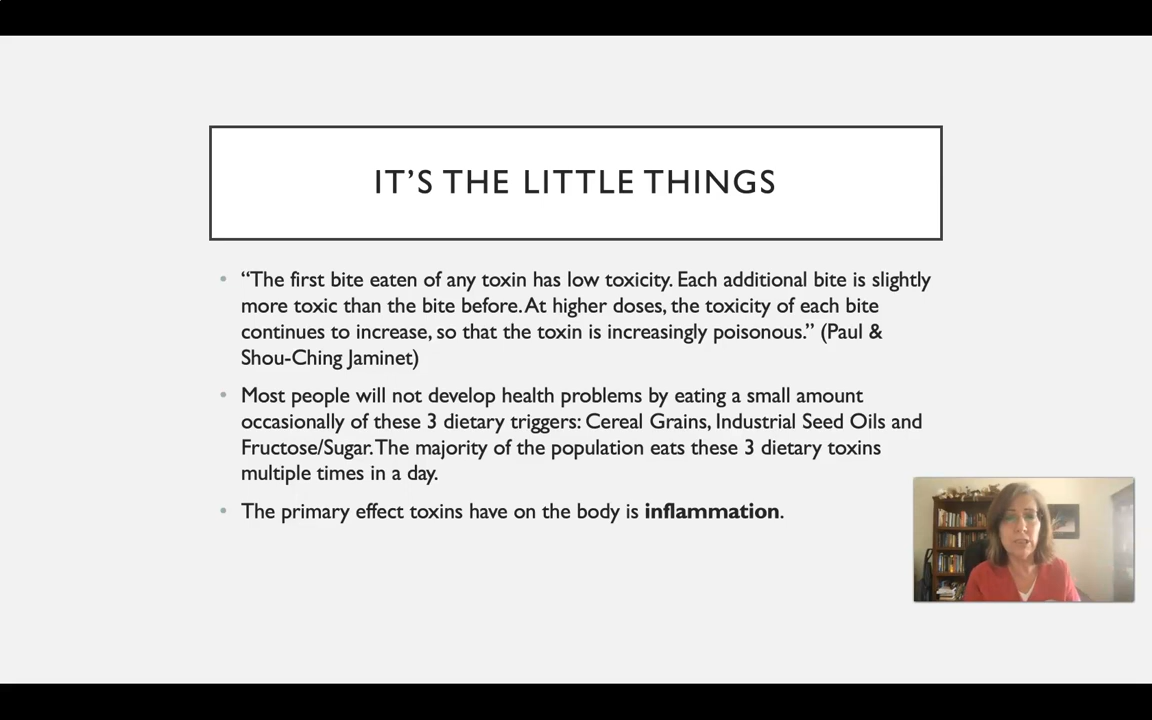 IT'S THE LITTLE THINGS
• “The first bite eaten of any toxin has low toxicity. Each additional bite is slightly
more toxic than the bite before. At higher doses, the toxicity of each bite
continues to increase, so that the toxin is increasingly poisonous.” (Paul &
Shou-Ching Jaminet)
• Most people will not develop health problems by eating a small amount
occasionally of these 3 dietary triggers: Cereal Grains, Industrial Seed Oils and
Fructose/Sugar. The majority of the population eats these 3 dietary toxins
multiple times in a day.
• The primary effect toxins have on the body is inflammation.